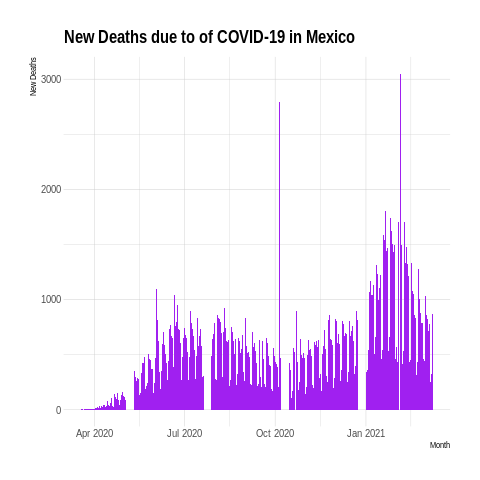 New Deaths due to of COVID-19 in Mexico
New Deaths
3000
2000
1000
0
Apr 2020 Jul 2020 Oct 2020 Jan 2021
Month